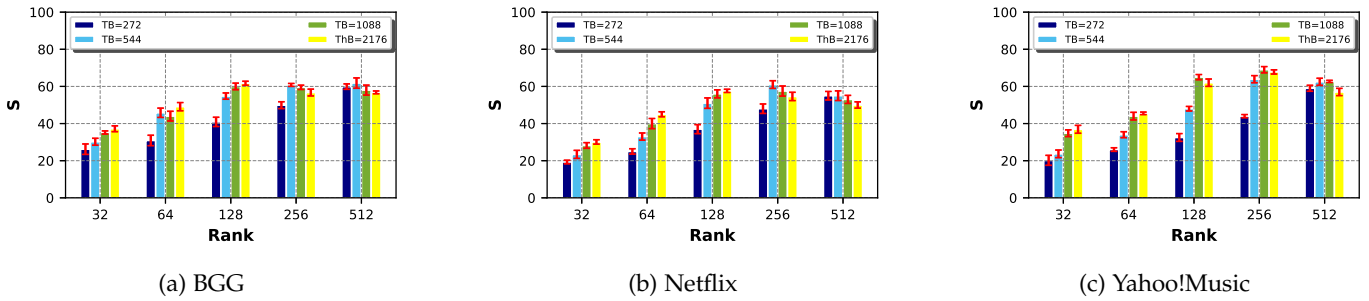 TB=272 TB=1088
TB=544 ThB=2176
100
80
60
40
20
0
S
32 64 128 256 512
Rank
(a) BGG
TB=272 TB=1088
TB=544 ThB=2176
100
80
60
40
20
0
S
32 64 128 256 512
Rank
(b) Netflix
TB=272 TB=1088
TB=544 ThB=2176
100
80
60
40
20
0
S
32 64 128 256 512
Rank
(c) Yahoo!Music